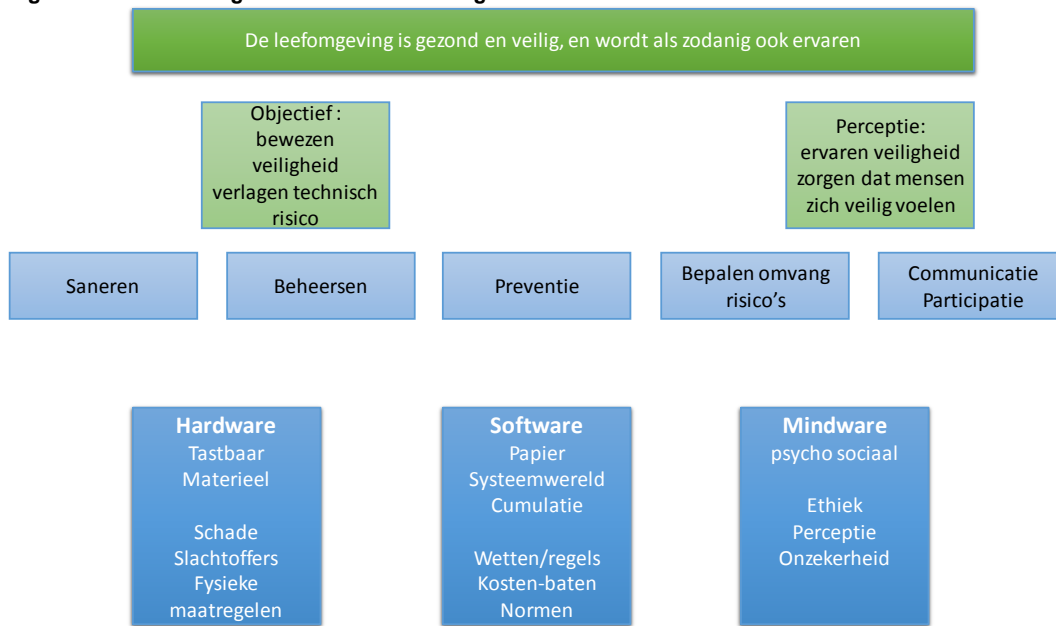 De leefomgeving is gezond en veilig, en wordt als zodanig ook ervaren
Objectief :
bewezen
veiligheid
verlagen technisch
risico
Perceptie:
ervaren veiligheid
zorgen dat mensen
zich veilig voelen
Saneren
Beheersen
Preventie
Bepalen omvang
risico's
Communicatie
Participatie
Hardware
Tastbaar
Materieel
Schade
Slachtoffers
Fysieke
maatregelen
Software
Papier
Systeemwereld
Cumulatie
Wetten/regels
Kosten-baten
Normen
Mindware
psycho sociaal
Ethiek
Perceptie
Onzekerheid